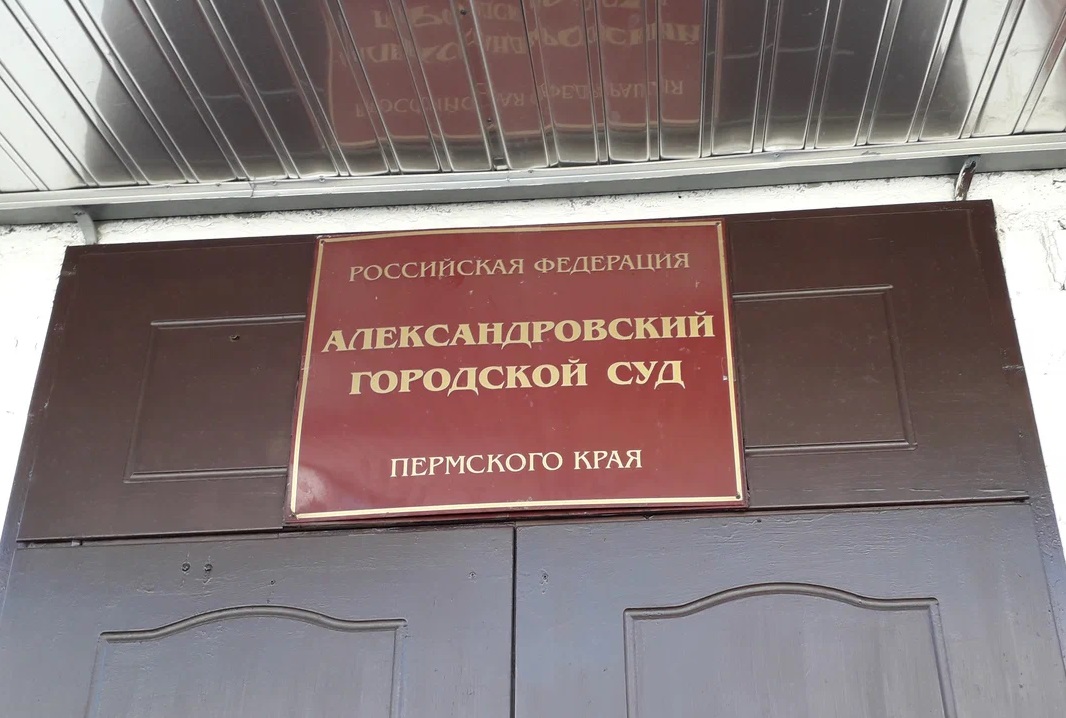 РОССИЙСКАЯ ФЕДЕРАЦИЯ
АЛЕКСАНДРОВСКИЙ
ГОРОДСКОЙ СУД
ПЕРМСКОГО КРАЯ